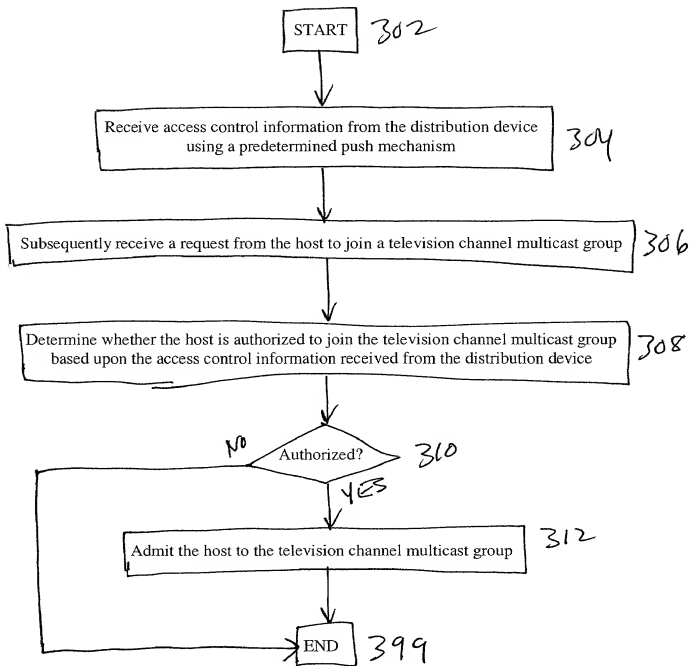 START 302
Receive access control information from the distribution device
using a predetermined push mechanism 304
Subsequently receive a request from the host to join a television channel multicast group 306
Determine whether the host is authorized to join the television channel multicast group
based upon the access control information received from the distribution device 308
NO
Authorized? 310
YES
Admit the host to the television channel multicast group 312
END 399